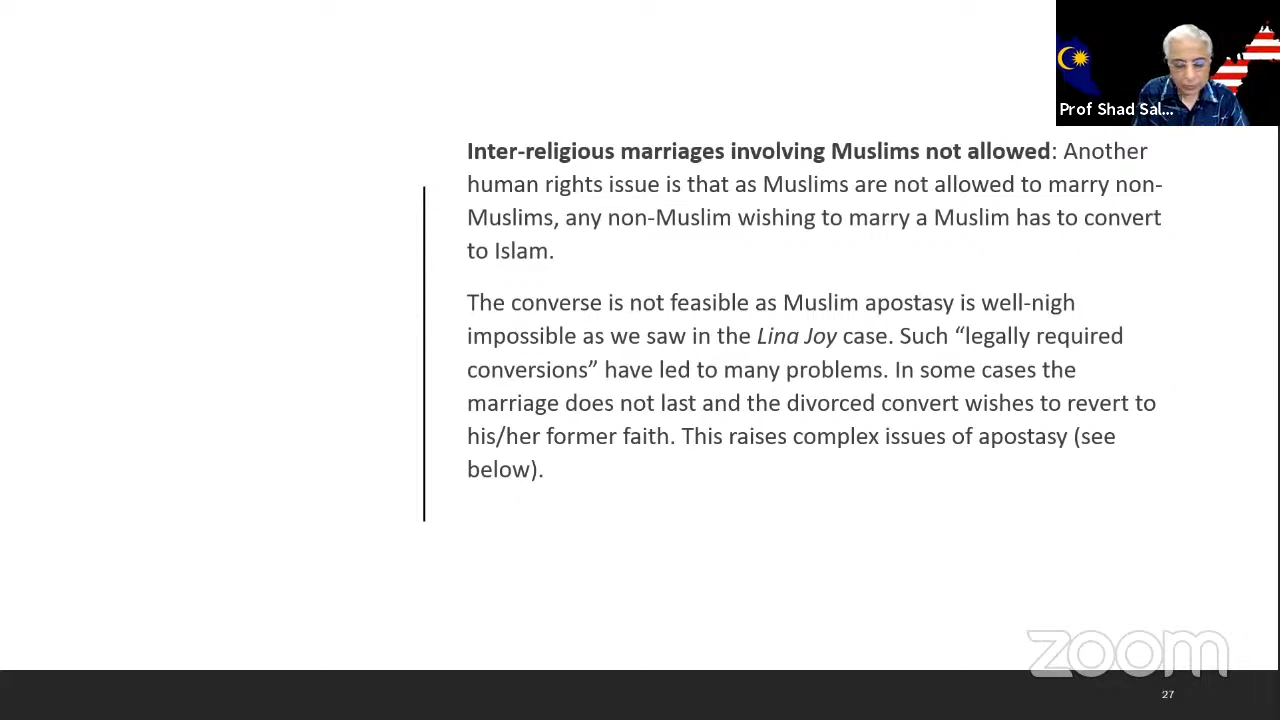 Prof Shad Sal...
Inter-religious marriages involving Muslims not allowed: Another
human rights issue is that as Muslims are not allowed to marry non-
Muslims, any non-Muslim wishing to marry a Muslim has to convert
to Islam.
The converse is not feasible as Muslim apostasy is well-nigh
impossible as we saw in the Lina Joy case. Such “legally required
conversions” have led to many problems. In some cases the
marriage does not last and the divorced convert wishes to revert to
his/her former faith. This raises complex issues of apostasy (see
below).
zoom
27